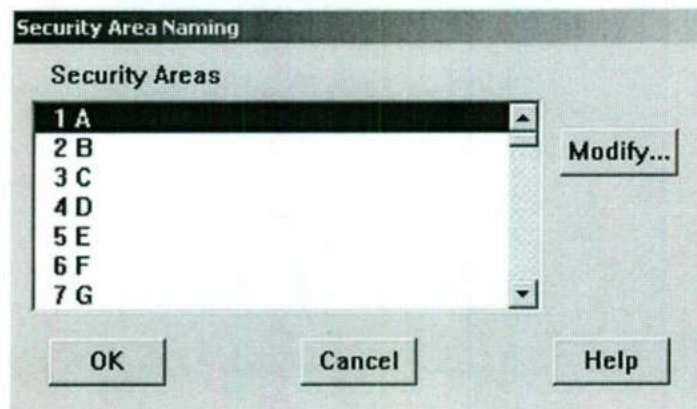 Security Area Naming
Security Areas
1 A
2 B
3 C
4 D
5 E
6 F
7 G
Modify...
OK
Cancel
Help